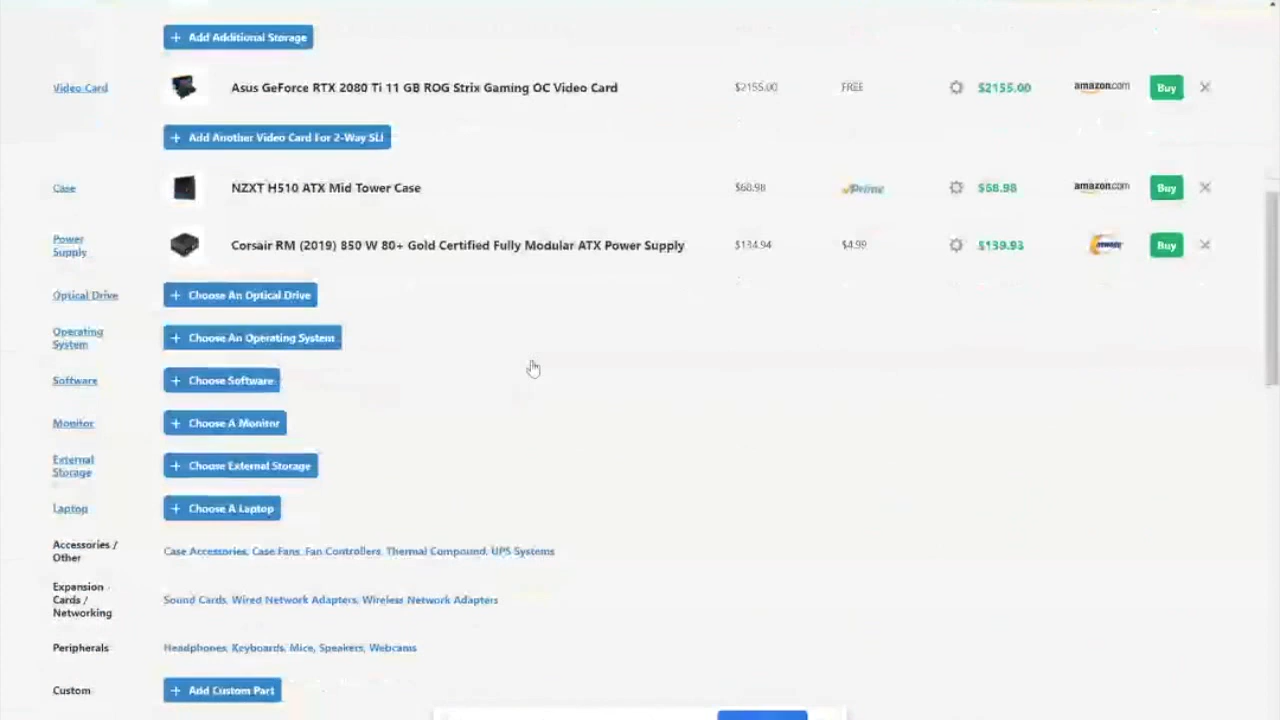 + Add Additional Storage
Video Card Asus GeForce RTX 2080 Ti 11 GB ROG Strix Gaming OC Video Card $2155.00 FREE $2155.00 amazon.com Buy
+ Add Another Video Card For 2-Way SLI
Case NZXT H510 ATX Mid Tower Case $68.98 Prime $68.98 amazon.com Buy
Power
Supply Corsair RM (2019) 850 W 80+ Gold Certified Fully Modular ATX Power Supply $134.94 $4.99 $139.93 Buy
Optical Drive + Choose An Optical Drive
Operating
System + Choose An Operating System
Software + Choose Software
Monitor + Choose A Monitor
External
Storage + Choose External Storage
Laptop + Choose A Laptop
Accessories /
Other Case Accessories, Case Fans, Fan Controllers, Thermal Compound, UPS Systems
Expansion
Cards /
Networking Sound Cards, Wired Network Adapters, Wireless Network Adapters
Peripherals Headphones, Keyboards, Mice, Speakers, Webcams
Custom + Add Custom Part